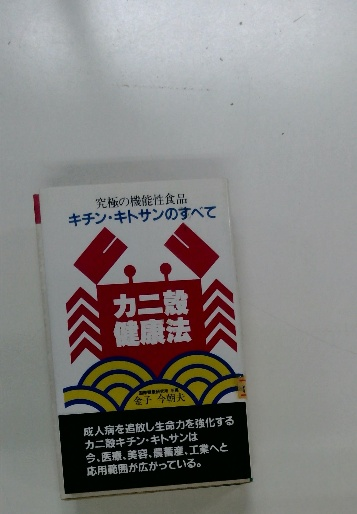 究極の機能性食品
キチン・キトサンのすべて
カニ殻
健康法
金子 今朝夫
成人病を追放し生命力を強化する
カニ殻キチン・キトサンは
今、医療、美容、農畜産、工業へと
応用範囲が広がっている。